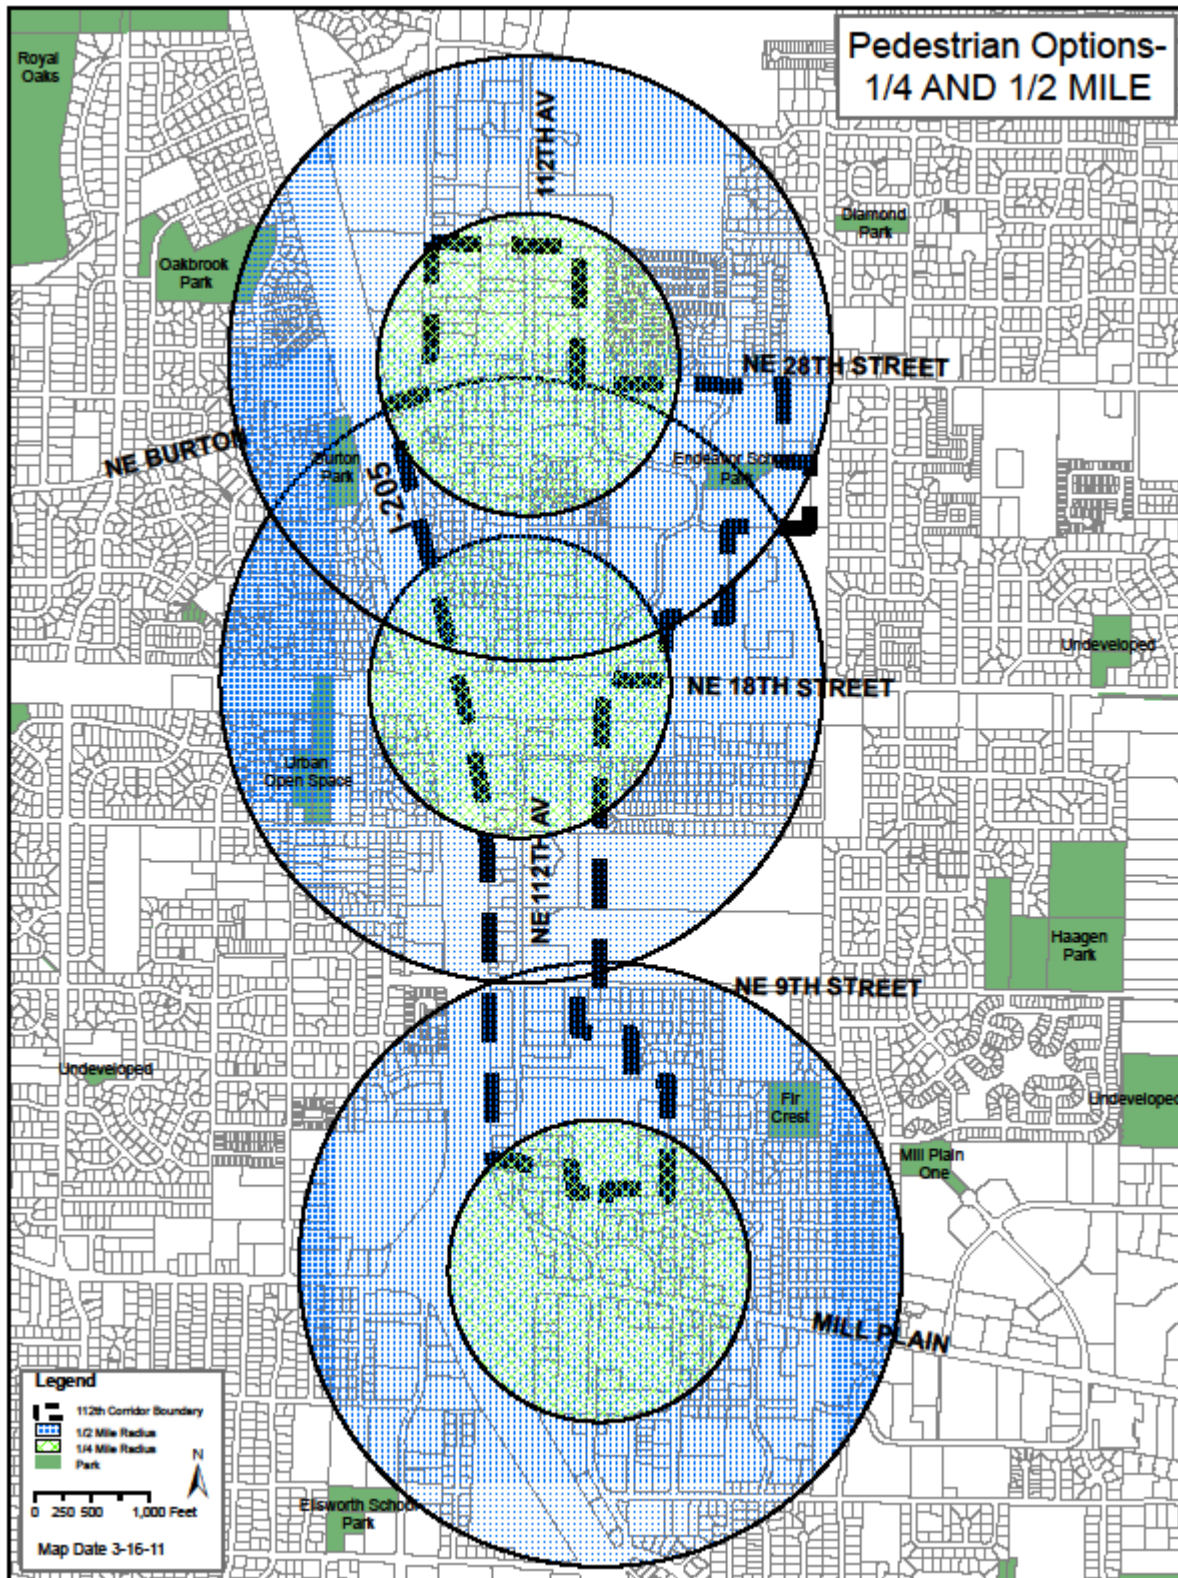 Pedestrian Options-
1/4 AND 1/2 MILE
Royal
Oaks
112TH AV
Diamond
Park
Oakbrook
Park
NE 28TH STREET
NE BURTON
Burton
Park
I-205
Endeavor School
Park
Undeveloped
NE 18TH STREET
Urban
Open Space
NE 112TH AV
Haagen
Park
NE 9TH STREET
Undeveloped
Fir
Crest
Undeveloped
Mill Plain
One
MILL PLAIN
Legend
112th Corridor Boundary
1/2 Mile Radius
1/4 Mile Radius
Park
N
0 250 500 1,000 Feet
Map Date 3-16-11
Ellsworth School
Park